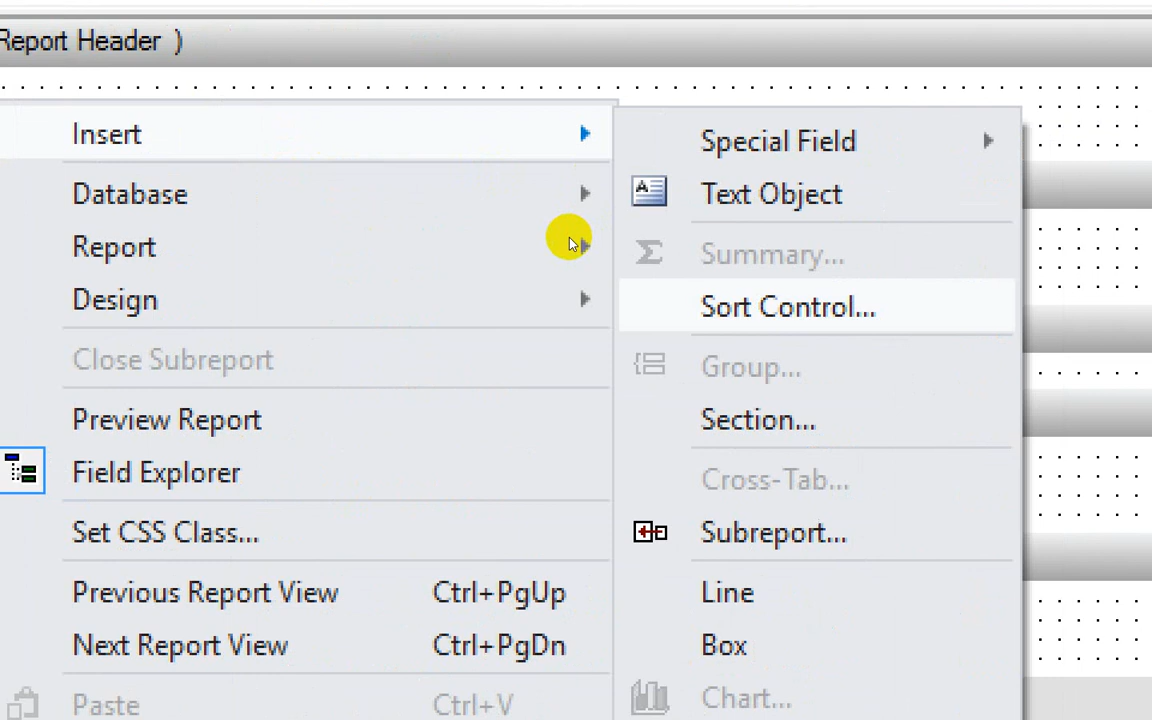 Report Header )
Insert
Database
Report
Design
Close Subreport
Preview Report
Field Explorer
Set CSS Class...
Previous Report View Ctrl+PgUp
Next Report View Ctrl+PgDn
Paste Ctrl+V
Special Field
Text Object
Summary...
Sort Control...
Group...
Section...
Cross-Tab...
Subreport...
Line
Box
Chart...